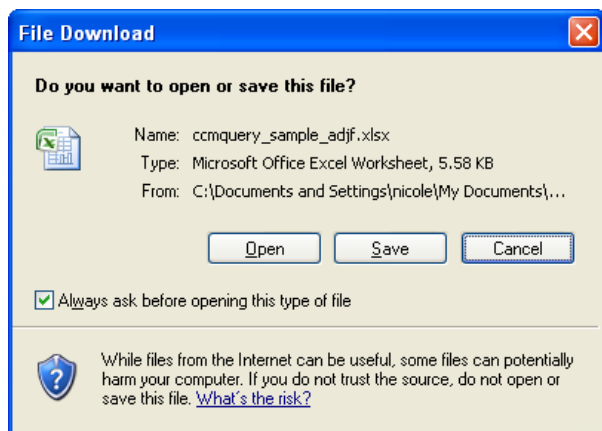 File Download
Do you want to open or save this file?
Name: ccmquery_sample_adjf.xlsx
Type: Microsoft Office Excel Worksheet, 5.58 KB
From: C:\Documents and Settings\nicole\My Documents\...
Open Save Cancel
Always ask before opening this type of file
While files from the Internet can be useful, some files can potentially
harm your computer. If you do not trust the source, do not open or
save this file. What's the risk?